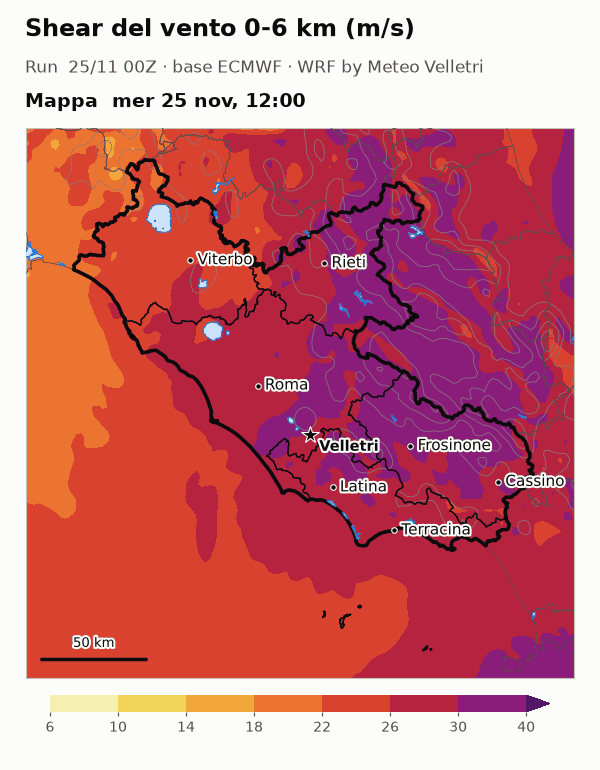 Shear del vento 0-6 km (m/s)
Run  25/11 00Z · base ECMWF · WRF by Meteo Velletri
Mappa  mer 25 nov, 12:00
Viterbo
Rieti
Roma
Velletri
Frosinone
Cassino
Latina
Terracina
50 km
6 10 14 18 22 26 30 40